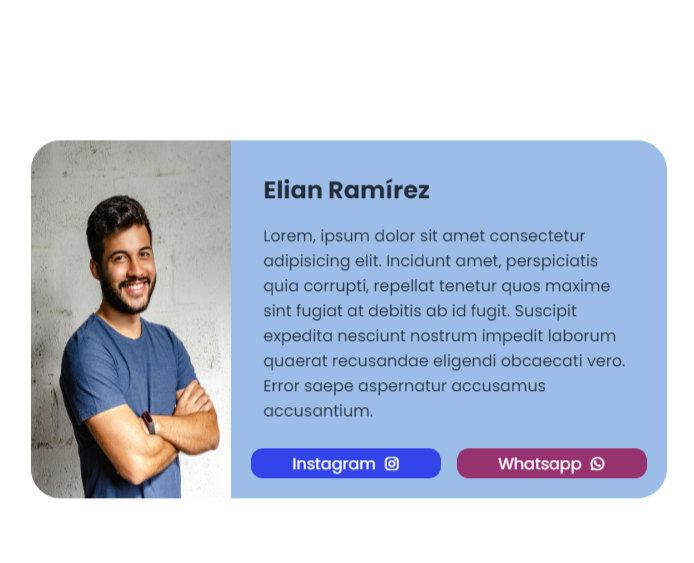 Elian Ramírez
Lorem, ipsum dolor sit amet consectetur
adipisicing elit. Incidunt amet, perspiciatis
quia corrupti, repellat tenetur quos maxime
sint fugiat at debitis ab id fugit. Suscipit
expedita nesciunt nostrum impedit laborum
quaerat recusandae eligendi obcaecati vero.
Error saepe aspernatur accusamus
accusantium.
Instagram
Whatsapp